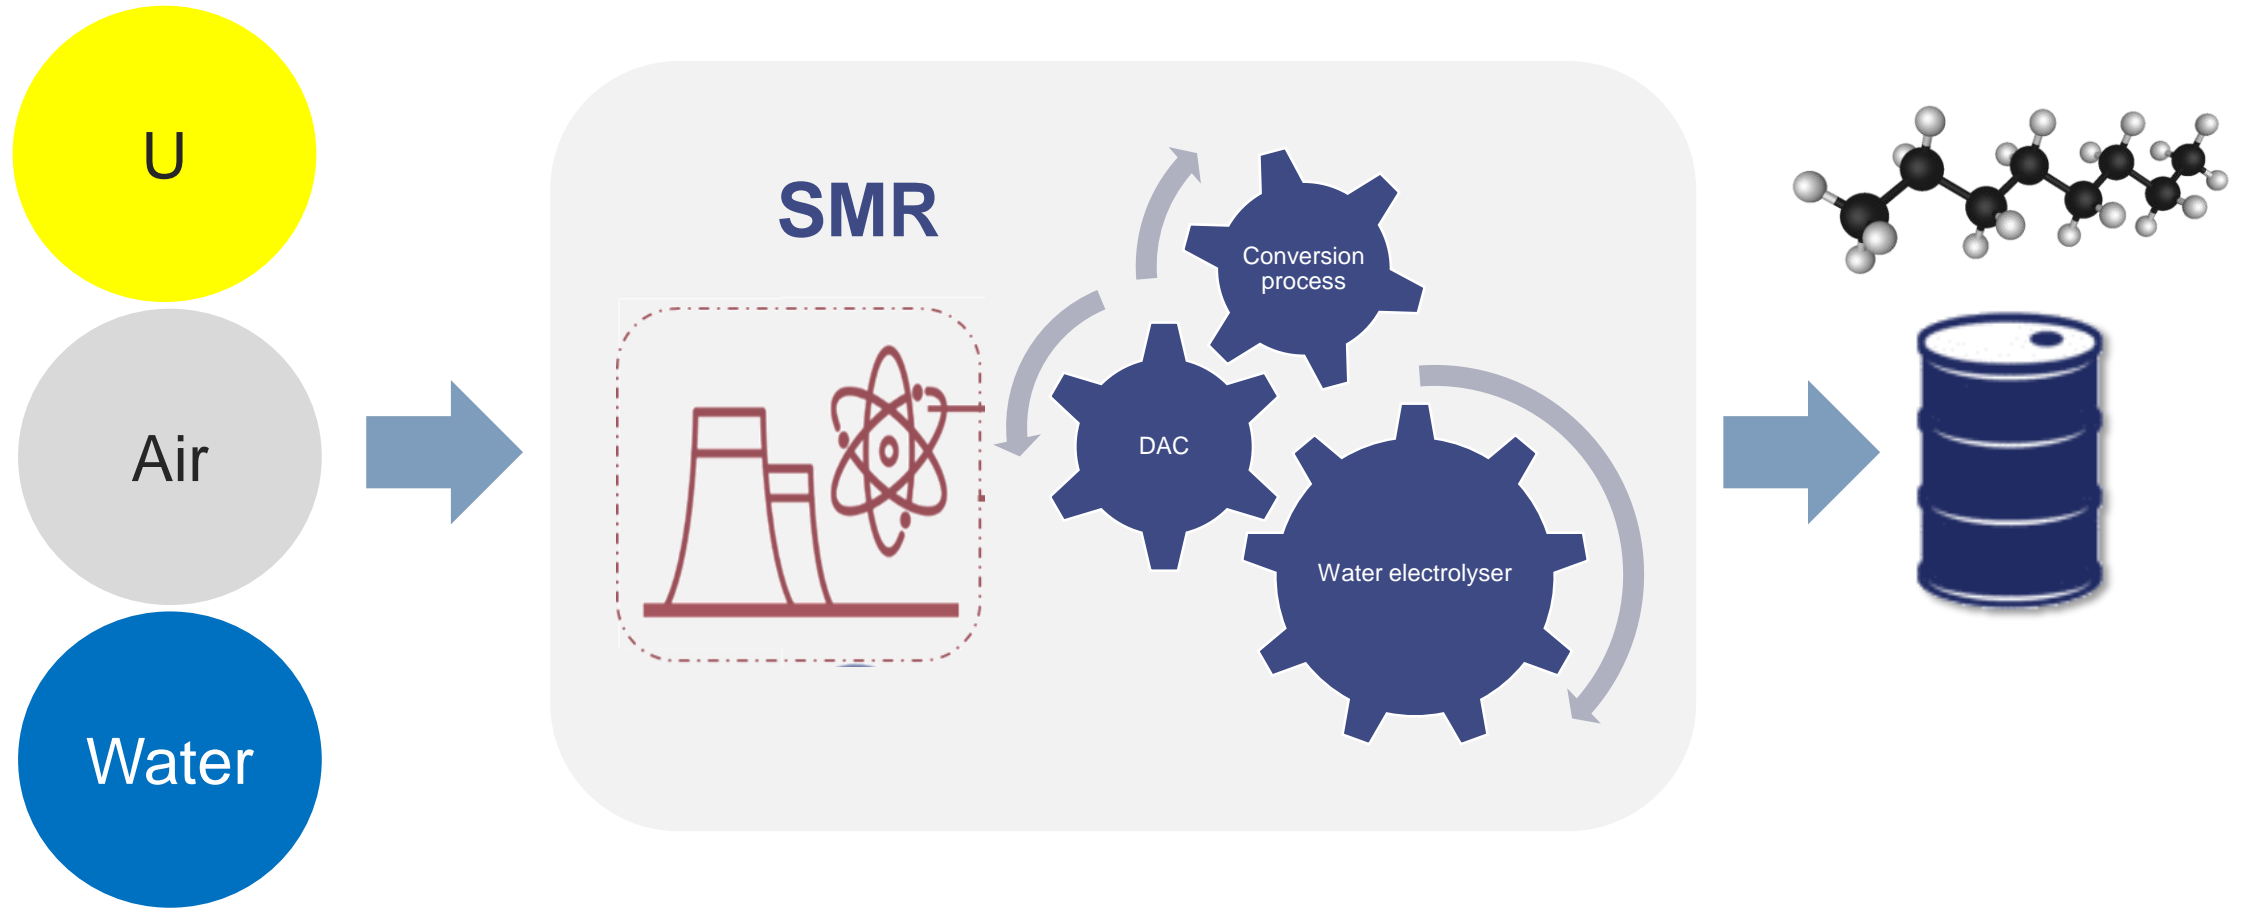 U
Air
Water
SMR
Conversion
process
DAC
Water electrolyser